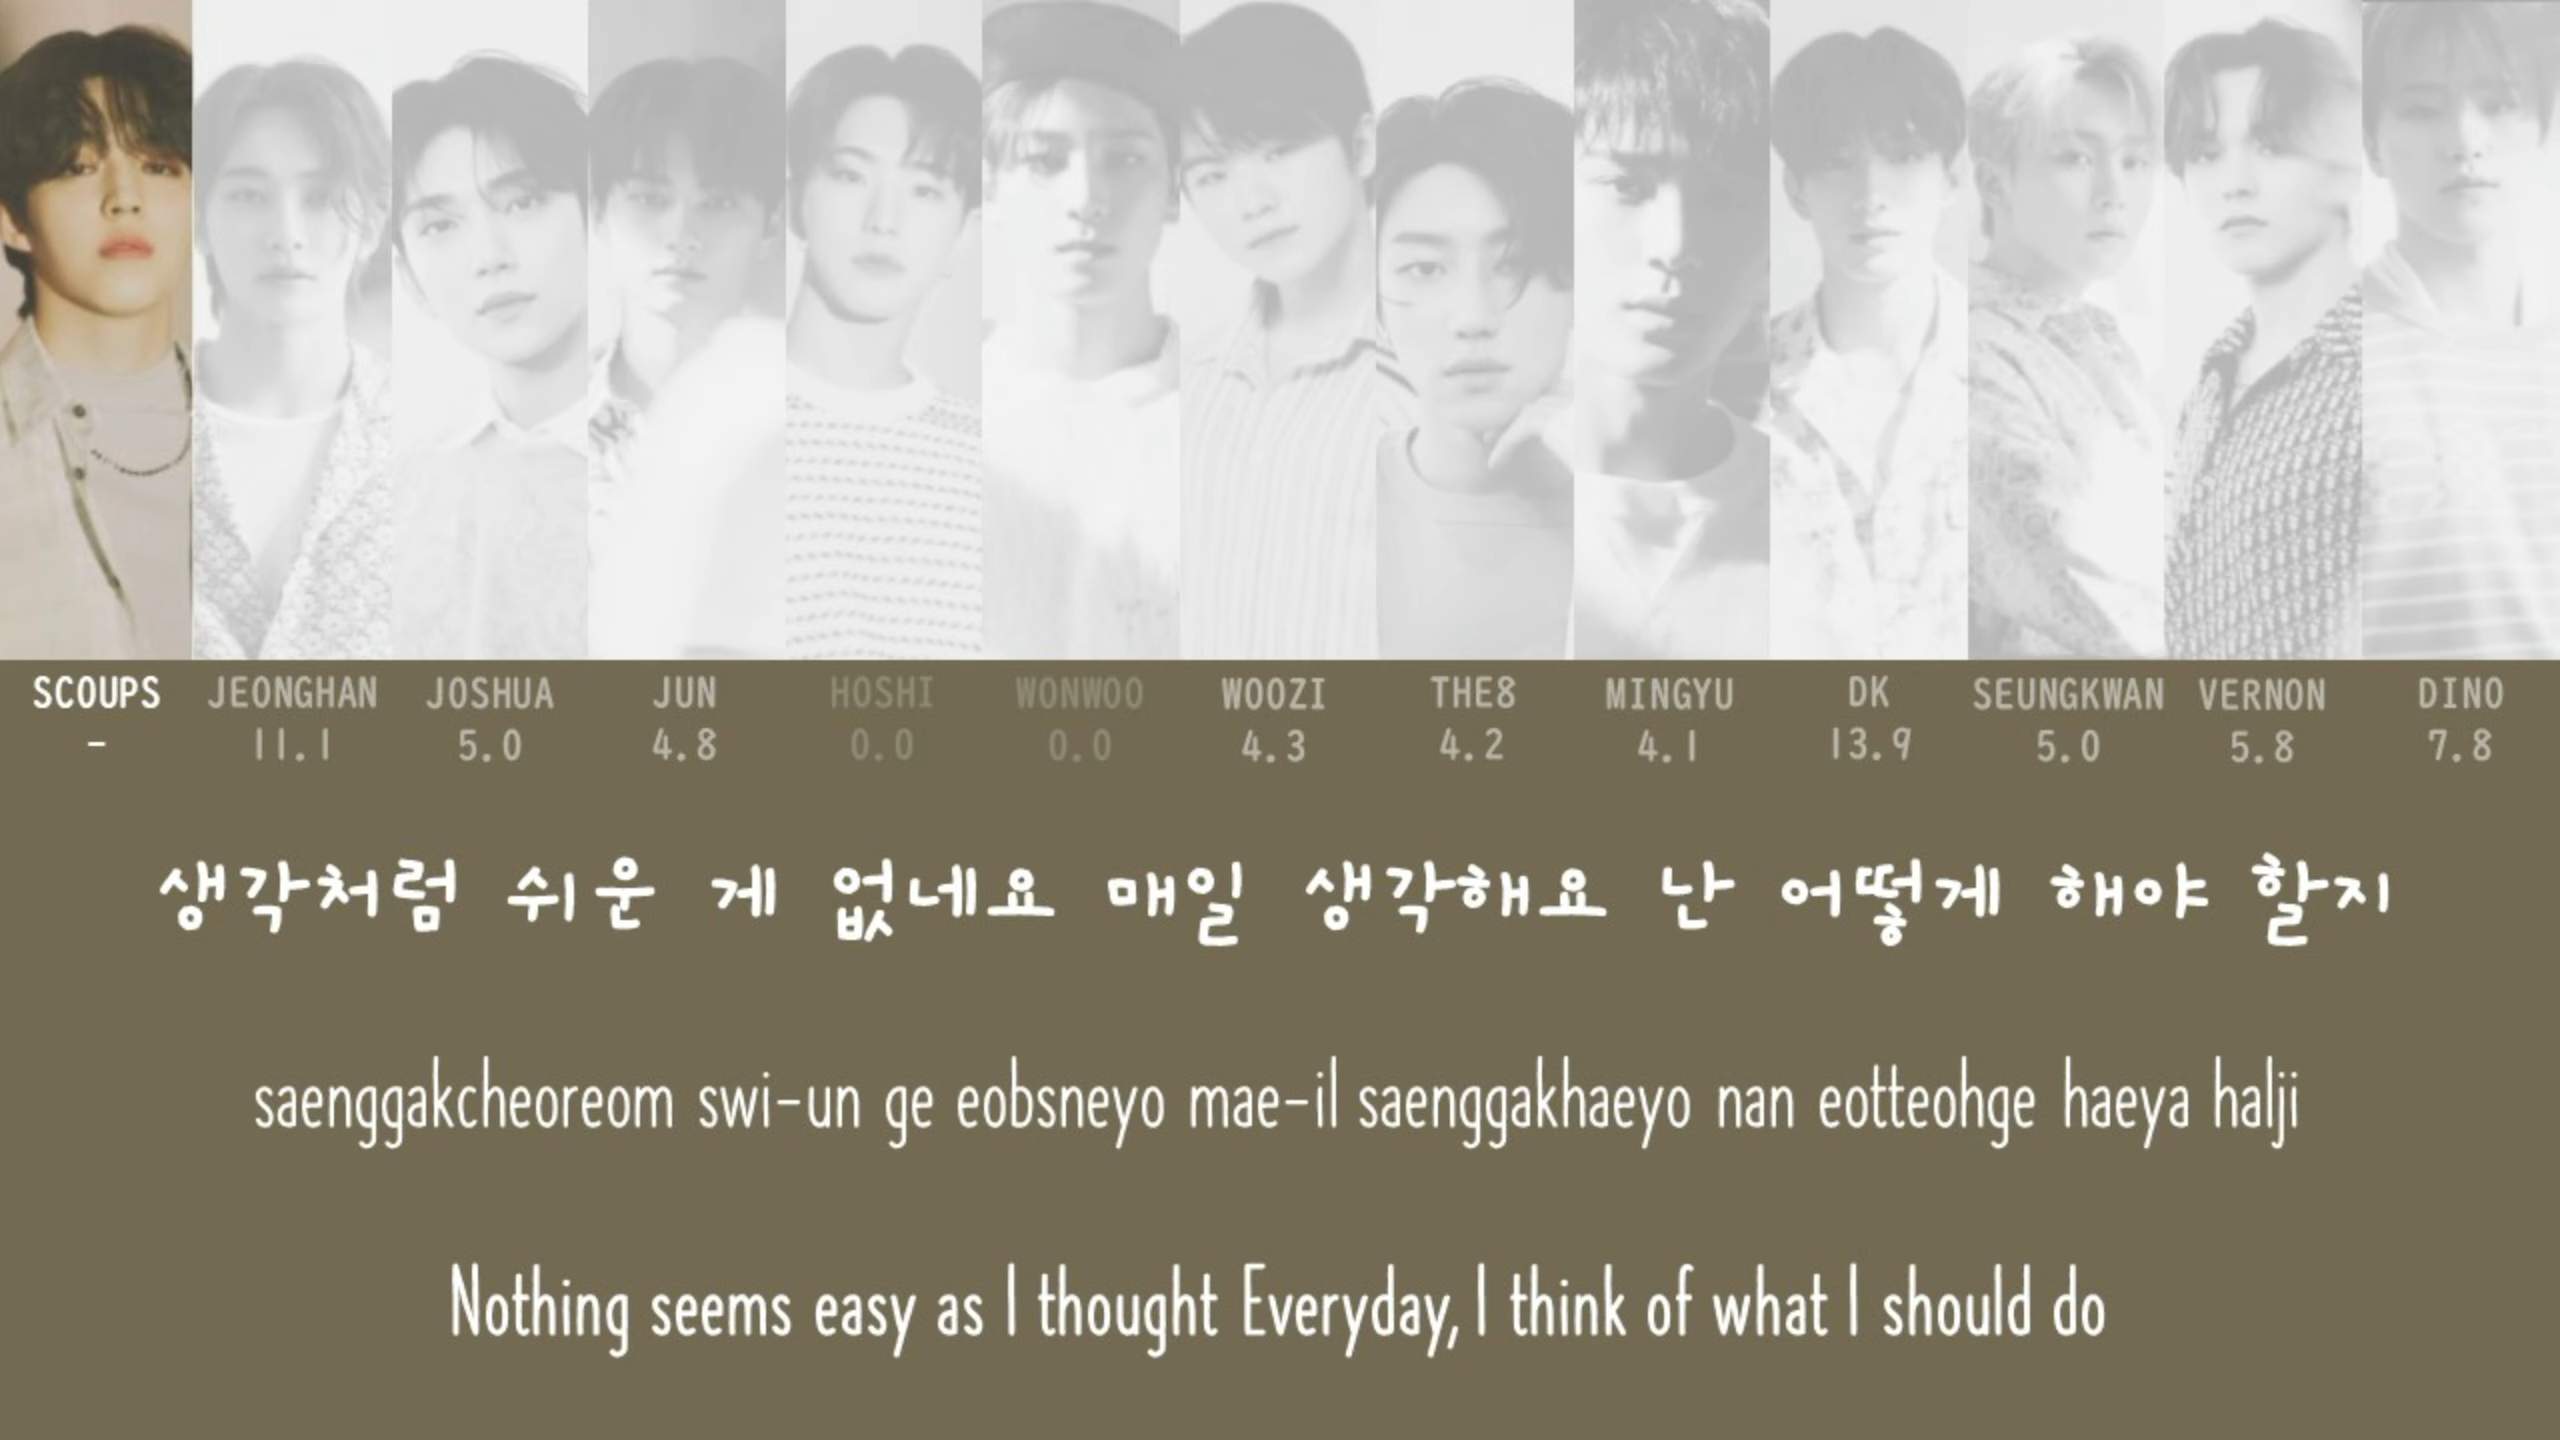 SCOUPS JEONGHAN JOSHUA JUN HOSHI WONWOO WOOZI THE8 MINGYU DK SEUNGKWAN VERNON DINO
- 11.1 5.0 4.8 0.0 0.0 4.3 4.2 4.1 13.9 5.0 5.8 7.8
생각처럼 쉬운 게 없네요 매일 생각해요 난 어떻게 해야 할지
saenggakcheoreom swi-un ge eobsneyo mae-il saenggakhaeyo nan eotteohge haeya halji
Nothing seems easy as I thought Everyday, I think of what I should do